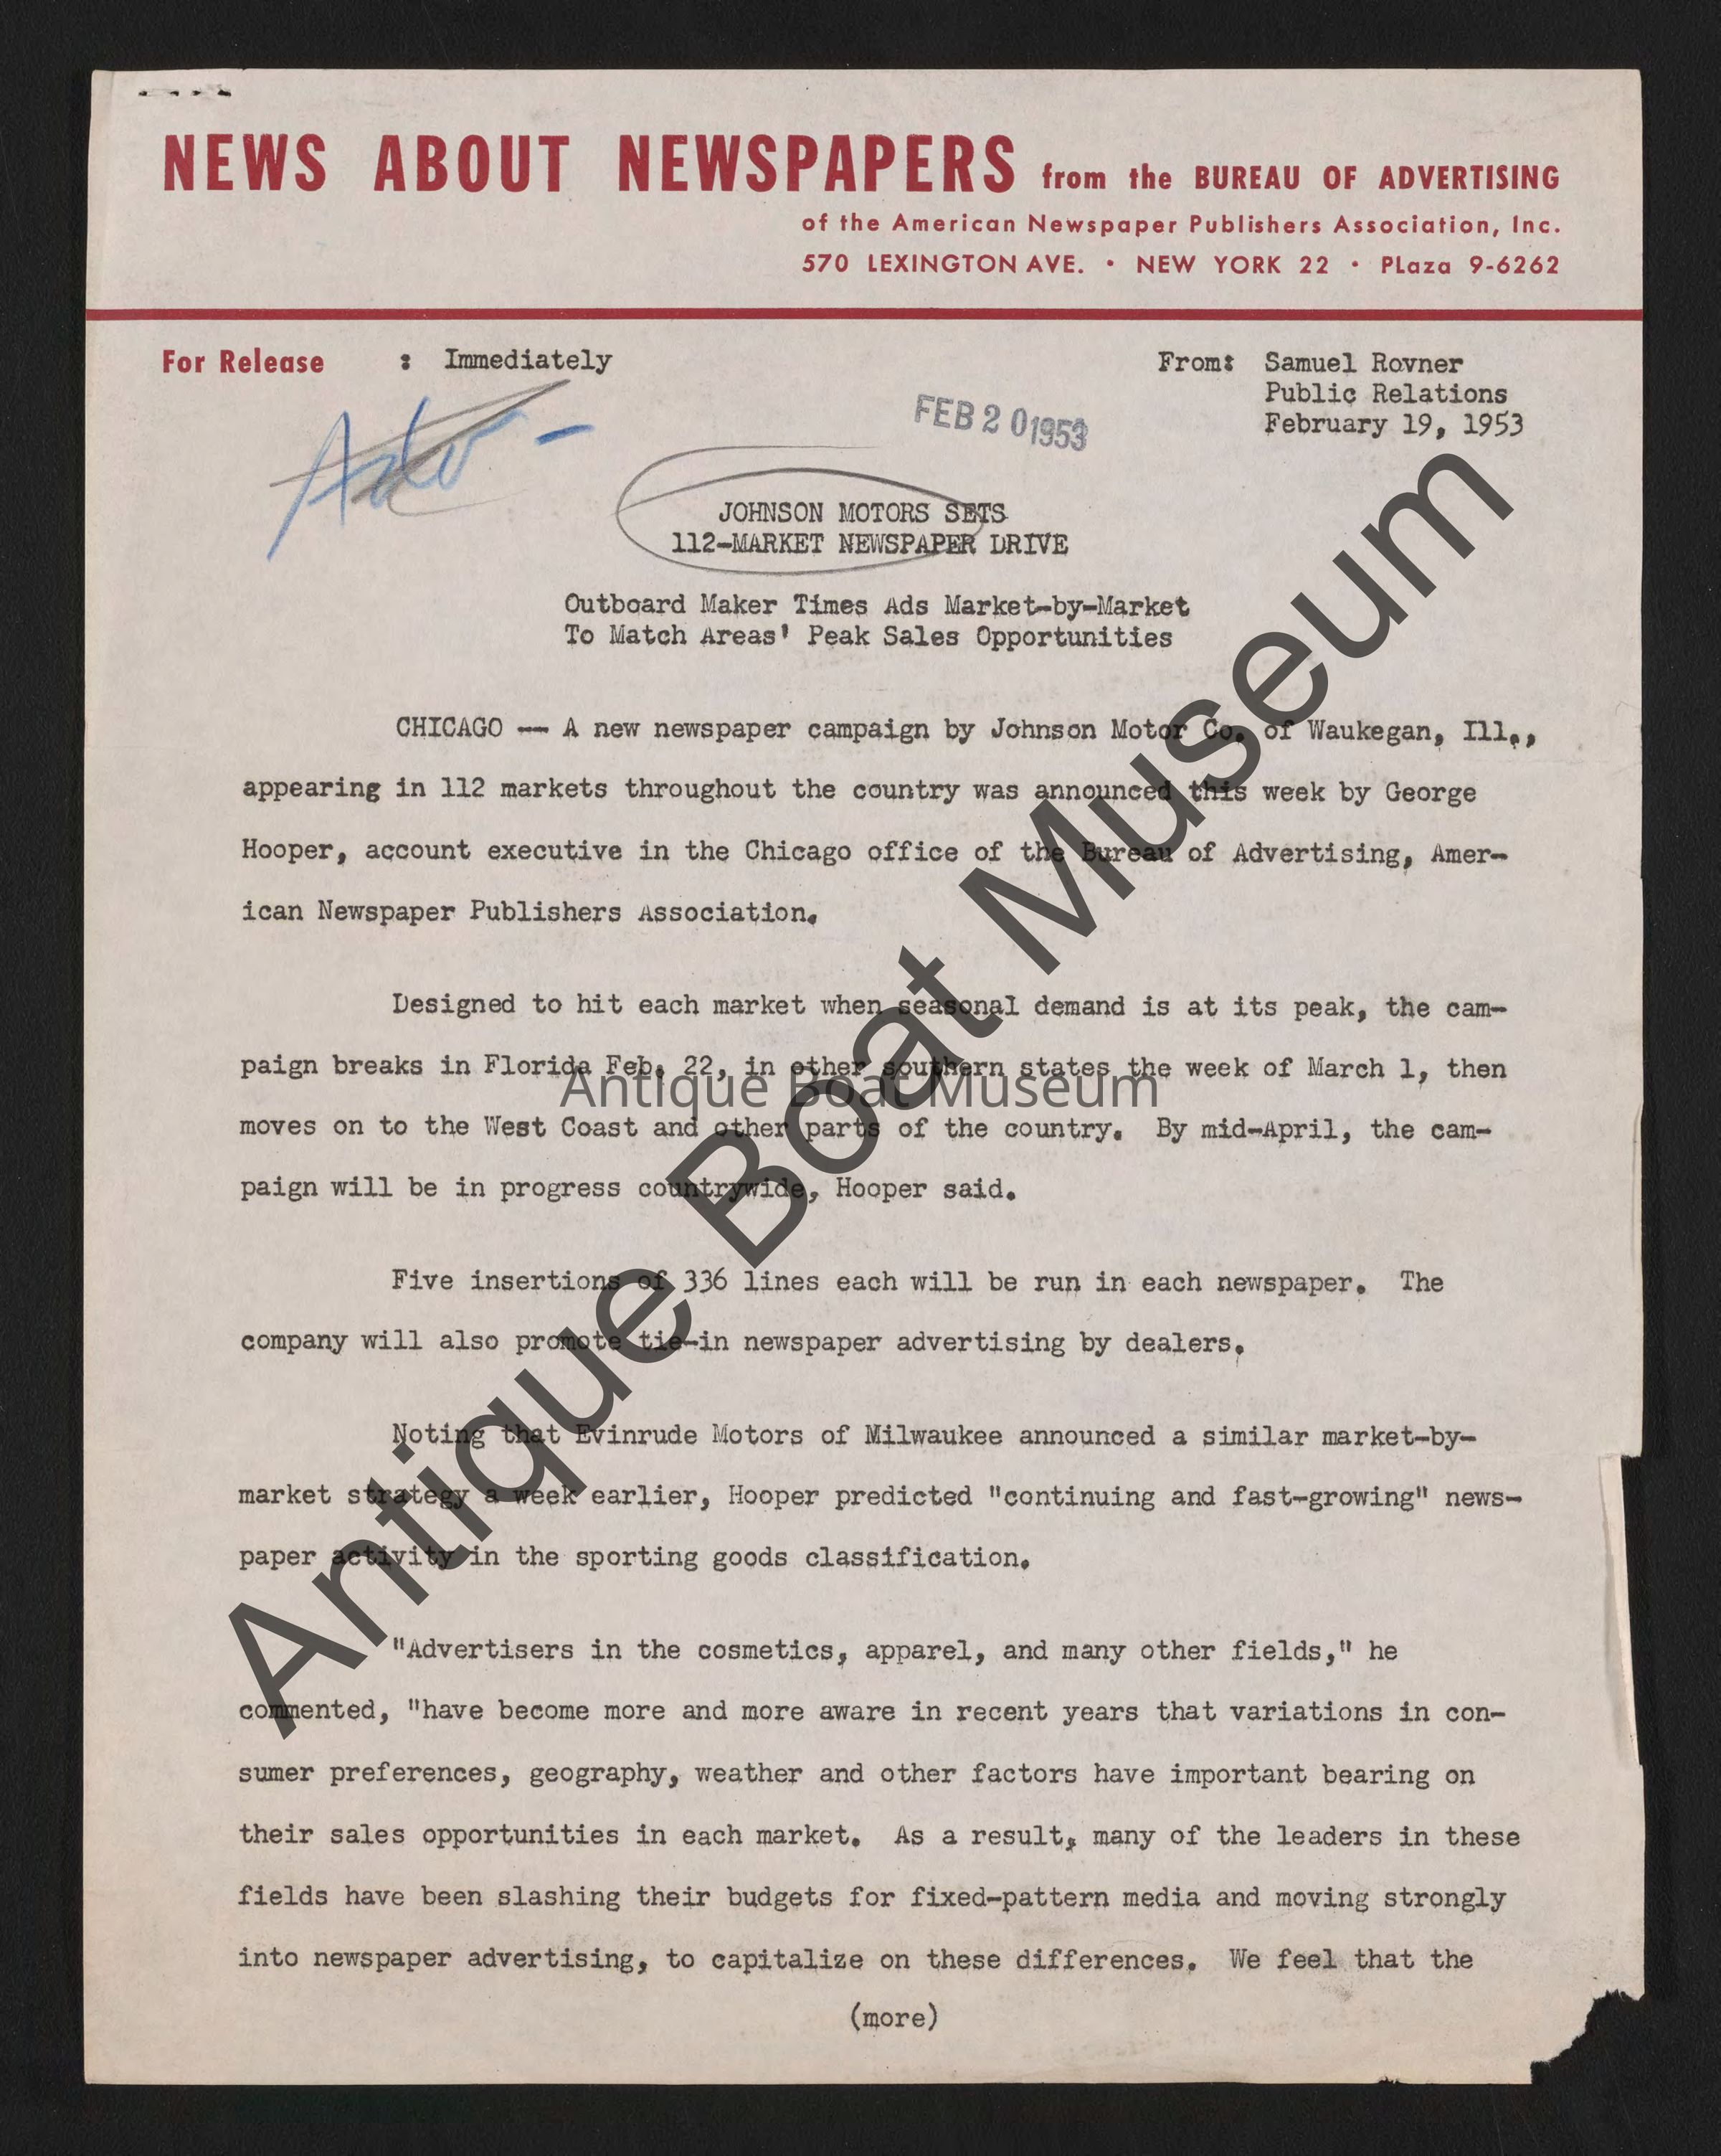 NEWS ABOUT NEWSPAPERS from the BUREAU OF ADVERTISING
of the American Newspaper Publishers Association, Inc.
570 LEXINGTON AVE. • NEW YORK 22 • PLaza 9-6262
For Release : Immediately
From: Samuel Rovner
Public Relations
February 19, 1953
Adv -
FEB 20 1953
JOHNSON MOTORS SETS
112-MARKET NEWSPAPER DRIVE
Outboard Maker Times Ads Market-by-Market
To Match Areas' Peak Sales Opportunities
CHICAGO -- A new newspaper campaign by Johnson Motor Co. of Waukegan, Ill.,
appearing in 112 markets throughout the country was announced this week by George
Hooper, account executive in the Chicago office of the Bureau of Advertising, Amer-
ican Newspaper Publishers Association.
Designed to hit each market when seasonal demand is at its peak, the cam-
paign breaks in Florida Feb. 22, in other southern states the week of March 1, then
moves on to the West Coast and other parts of the country. By mid-April, the cam-
paign will be in progress countrywide, Hooper said.
Five insertions of 336 lines each will be run in each newspaper. The
company will also promote tie-in newspaper advertising by dealers.
Noting that Evinrude Motors of Milwaukee announced a similar market-by-
market strategy a week earlier, Hooper predicted "continuing and fast-growing" news-
paper activity in the sporting goods classification.
"Advertisers in the cosmetics, apparel, and many other fields," he
commented, "have become more and more aware in recent years that variations in con-
sumer preferences, geography, weather and other factors have important bearing on
their sales opportunities in each market. As a result, many of the leaders in these
fields have been slashing their budgets for fixed-pattern media and moving strongly
into newspaper advertising, to capitalize on these differences. We feel that the
(more)
Antique Boat Museum
Antique Boat Museum